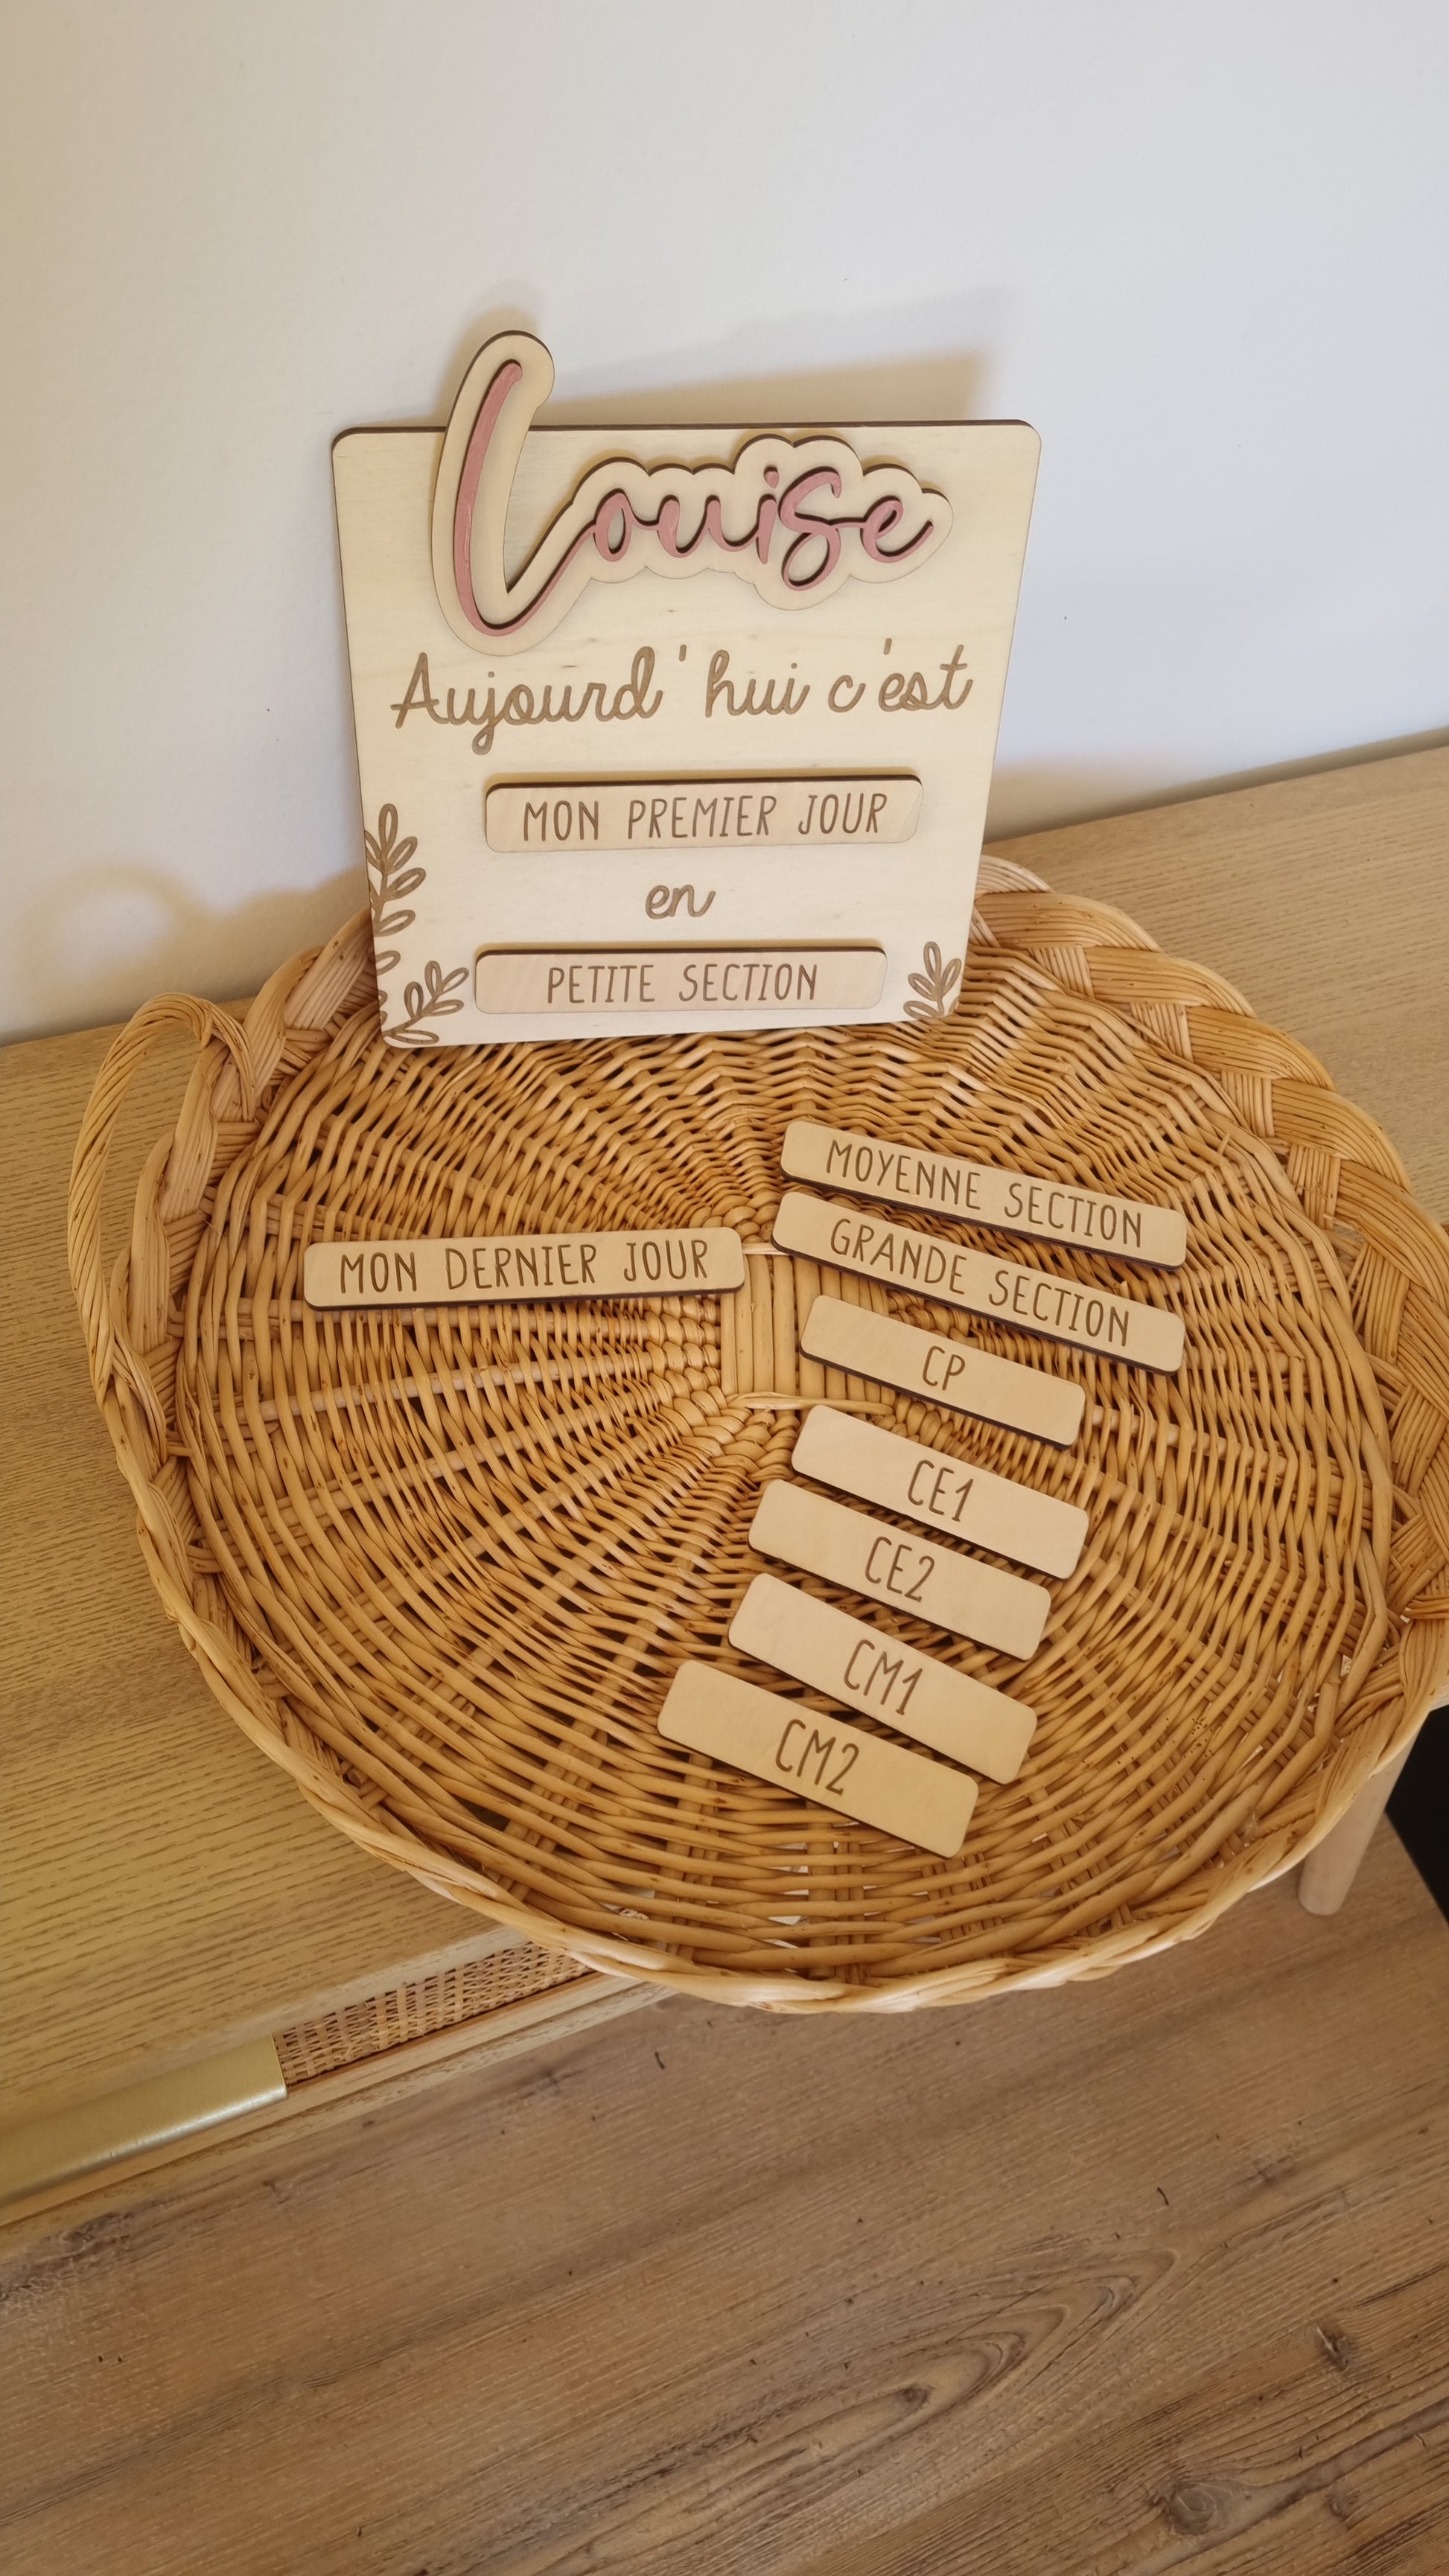 Louise
Aujourd'hui c'est
MON PREMIER JOUR
en
PETITE SECTION
MON DERNIER JOUR
MOYENNE SECTION
GRANDE SECTION
CP
CE1
CE2
CM1
CM2